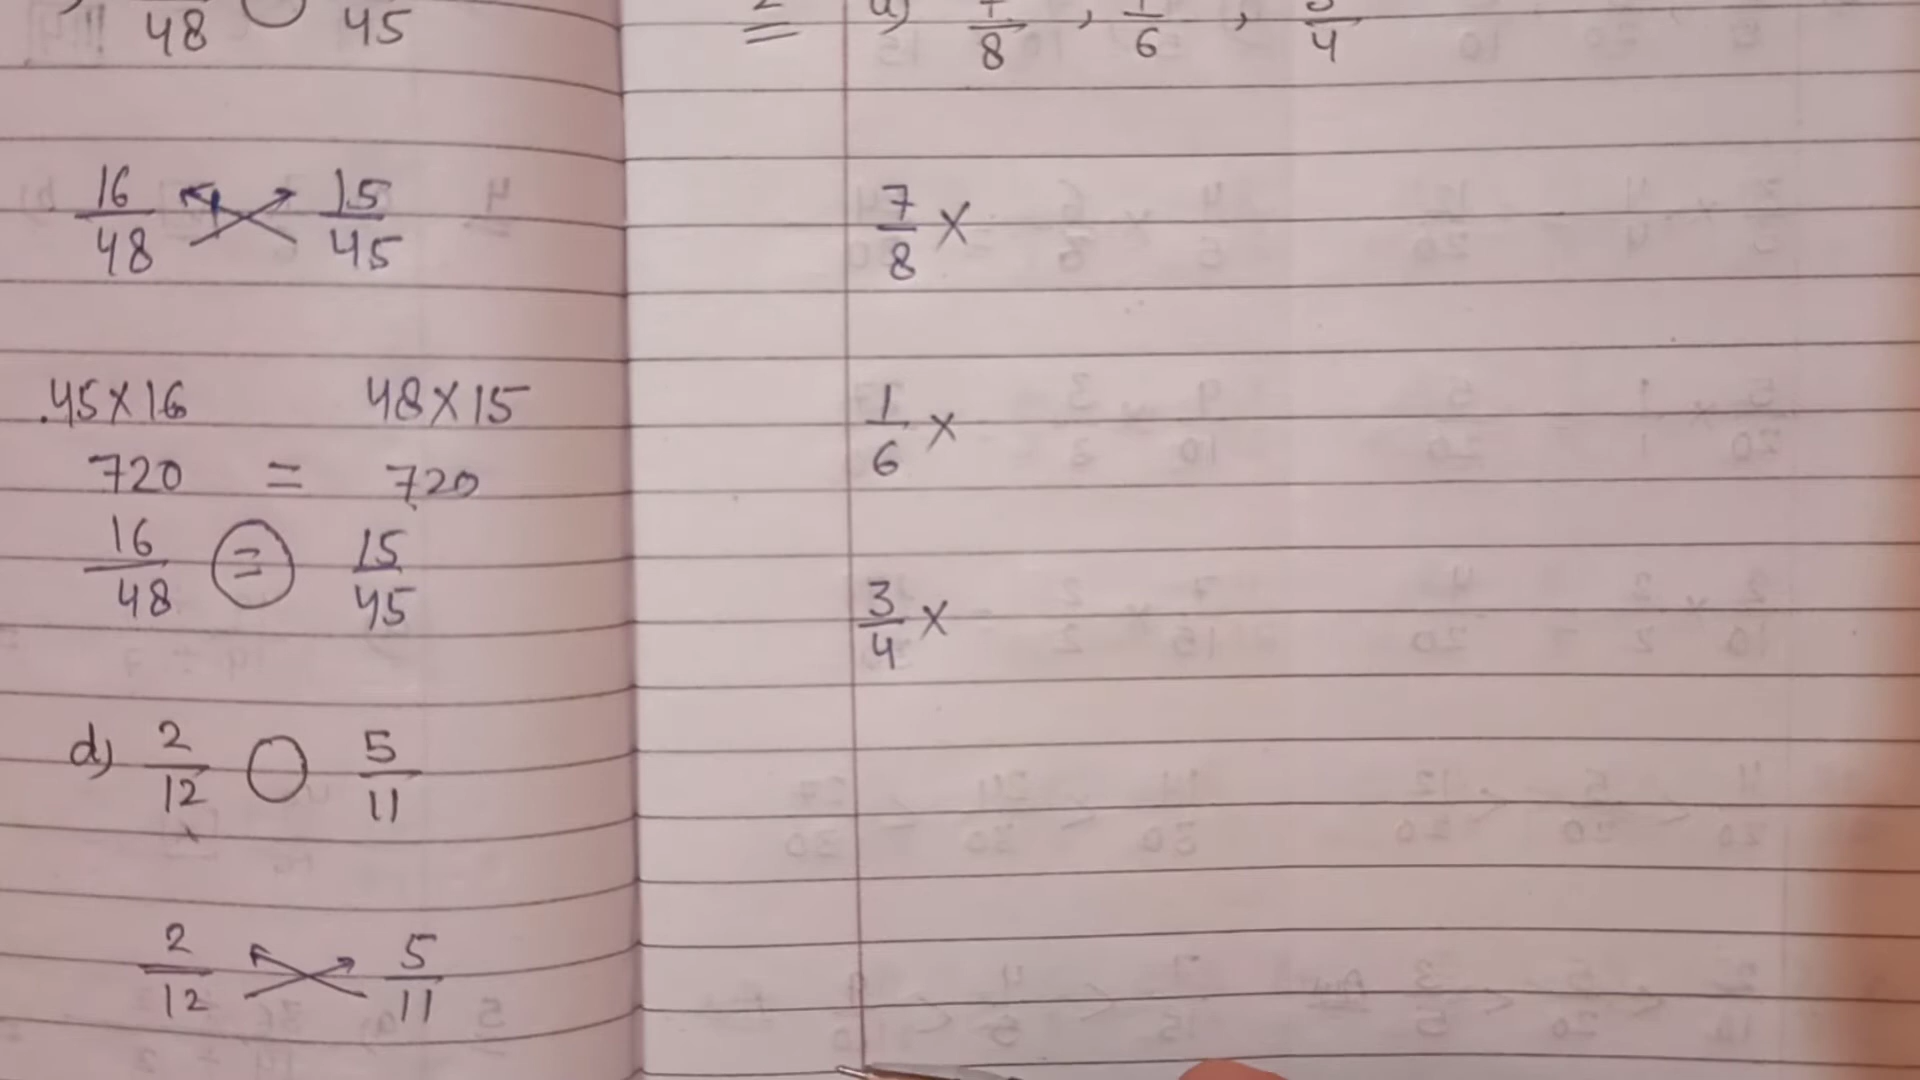 48 ○ 45
16/48 15/45
.45×16 48×15
720 = 720
16/48 = 15/45
d) 2/12 ○ 5/11
2/12 5/11
a) 7/8 , 1/6 , 3/4
7/8 ×
1/6 ×
3/4 ×